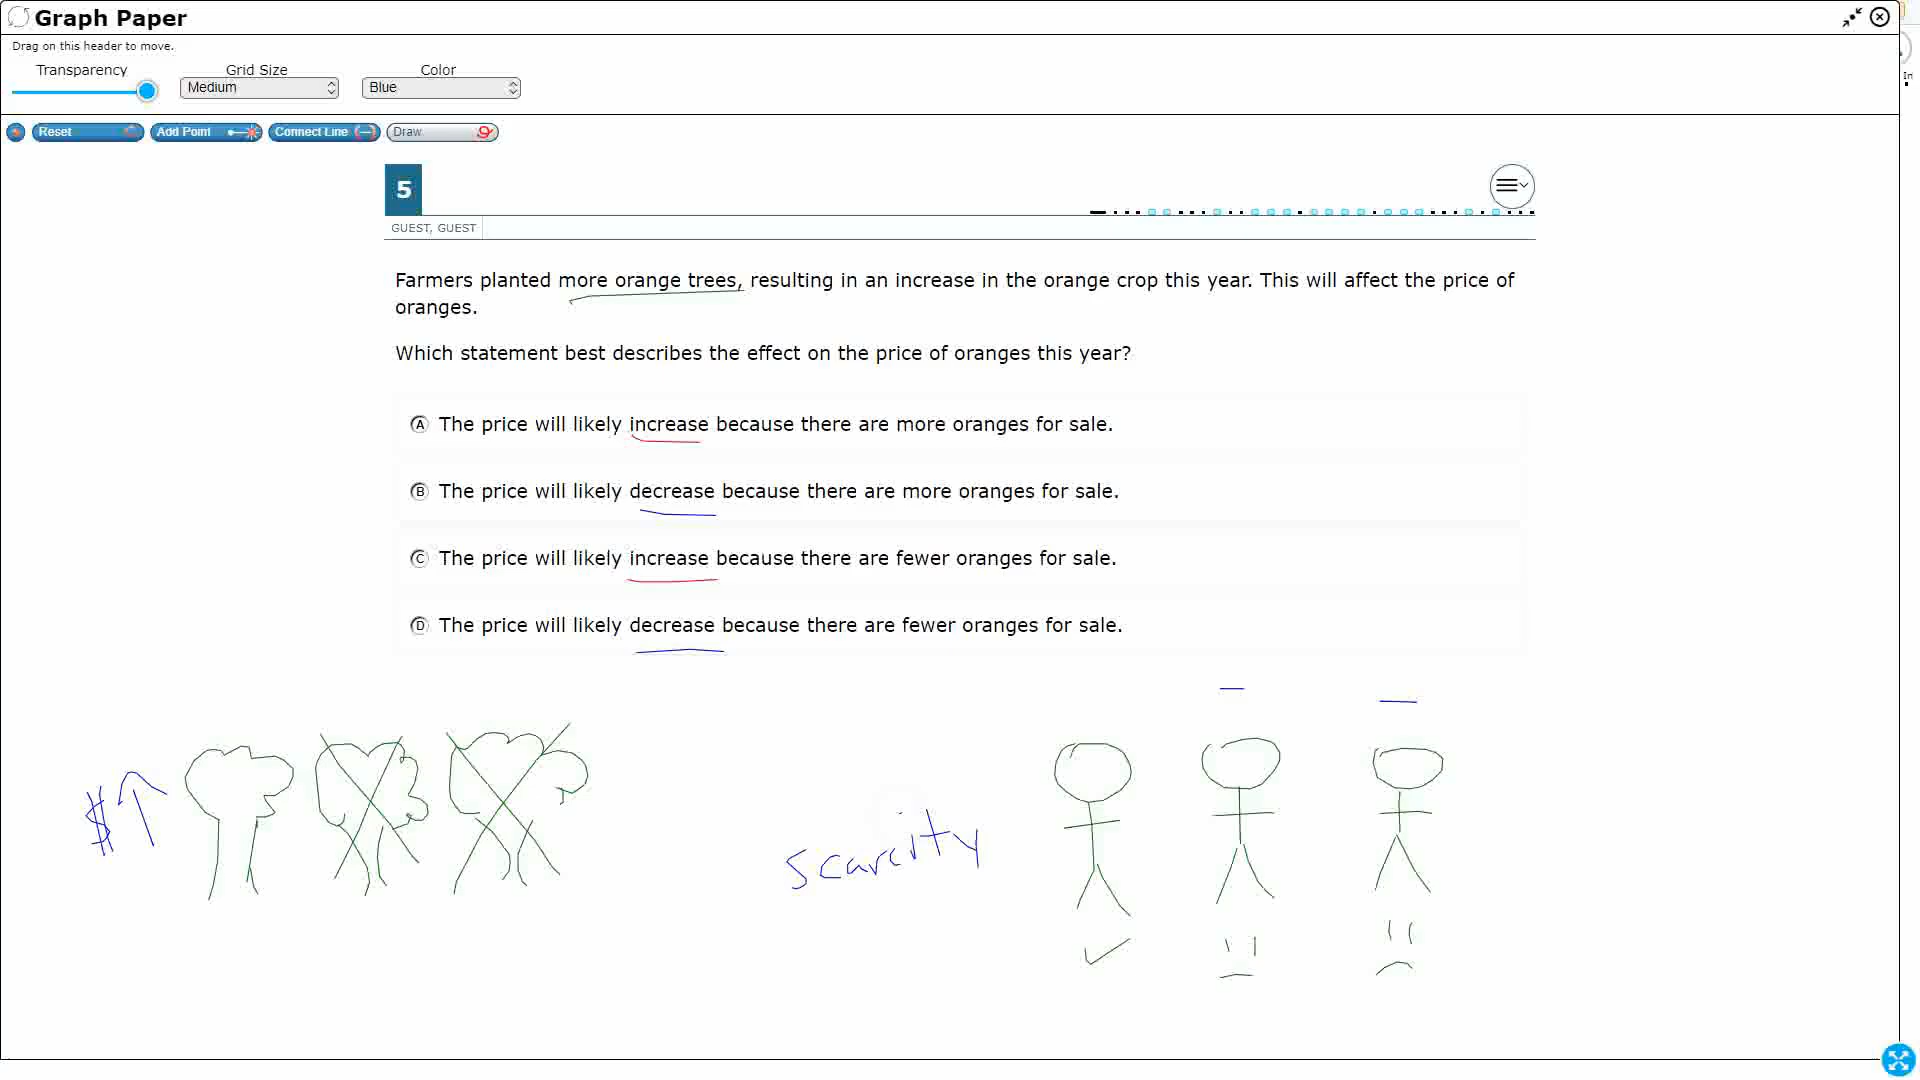 Graph Paper
Drag on this header to move.
Transparency Grid Size Color
Medium Blue
Reset Add Point Connect Line Draw
5
GUEST, GUEST
Farmers planted more orange trees, resulting in an increase in the orange crop this year. This will affect the price of
oranges.
Which statement best describes the effect on the price of oranges this year?
A The price will likely increase because there are more oranges for sale.
B The price will likely decrease because there are more oranges for sale.
C The price will likely increase because there are fewer oranges for sale.
D The price will likely decrease because there are fewer oranges for sale.
$↑
scarcity